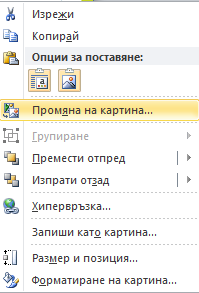 Изрежи
Копирай
Опции за поставяне:
Промяна на картина...
Групиране
Премести отпред
Изпрати отзад
Хипервръзка...
Запиши като картина...
Размер и позиция...
Форматиране на картина...